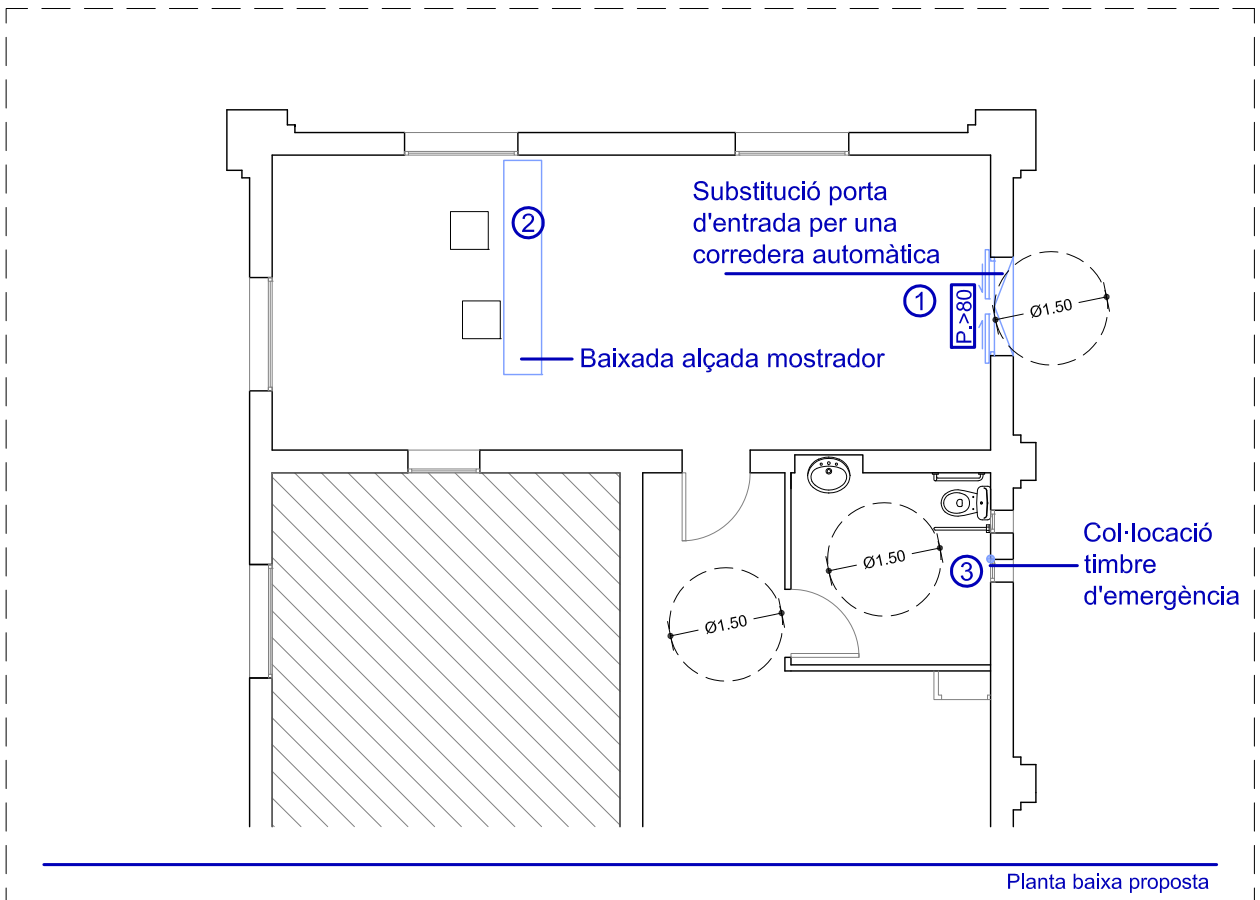 Substitució porta
d'entrada per una
corredera automàtica
2
1
P.>80
Ø1.50
Baixada alçada mostrador
Ø1.50
3
Col·locació
timbre
d'emergència
Ø1.50
Planta baixa proposta